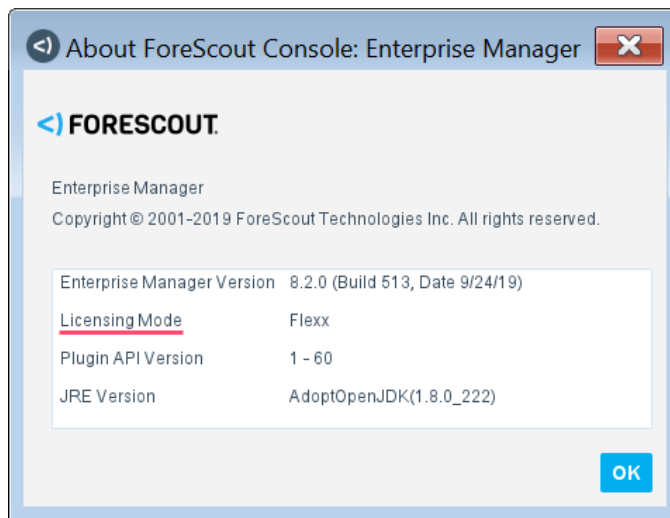 About ForeScout Console: Enterprise Manager
FORESCOUT.
Enterprise Manager
Copyright © 2001-2019 ForeScout Technologies Inc. All rights reserved.
Enterprise Manager Version 8.2.0 (Build 513, Date 9/24/19)
Licensing Mode Flexx
Plugin API Version 1 - 60
JRE Version AdoptOpenJDK(1.8.0_222)
OK